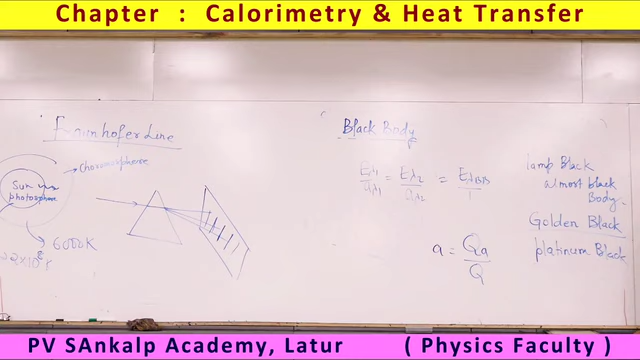 Chapter : Calorimetry & Heat Transfer
Fraunhofer Line
Sun
photosphere
6000K
Black Body
Eλ1/aλ1 = Eλ2/aλ2 = EλBB/1
a = Qa/Q
lamp Black
almost black
Body
Golden Black
platinum Black
PV SAnkalp Academy, Latur ( Physics Faculty )